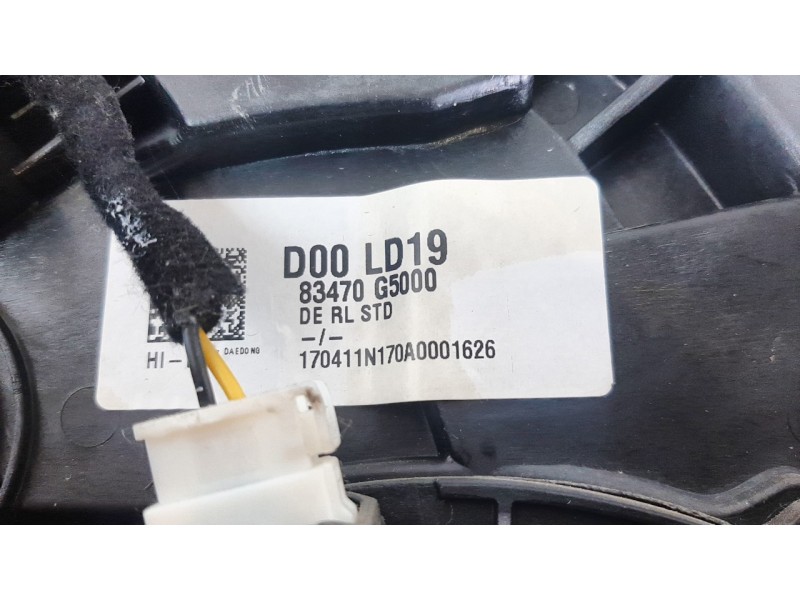 D00 LD19
83470 G5000
DE RL STD
-/-
170411N170A0001626
HI-
DAEDONG